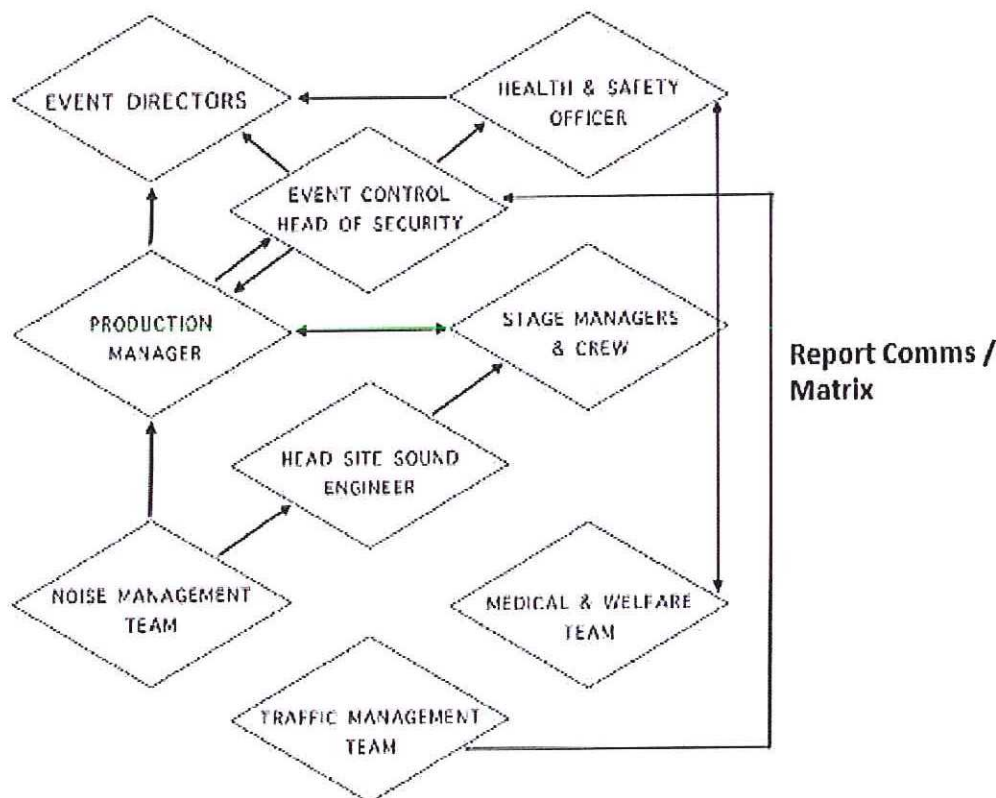 EVENT DIRECTORS
HEALTH & SAFETY
OFFICER
EVENT CONTROL
HEAD OF SECURITY
PRODUCTION
MANAGER
STAGE MANAGERS
& CREW
Report Comms /
Matrix
HEAD SITE SOUND
ENGINEER
NOISE MANAGEMENT
TEAM
MEDICAL & WELFARE
TEAM
TRAFFIC MANAGEMENT
TEAM